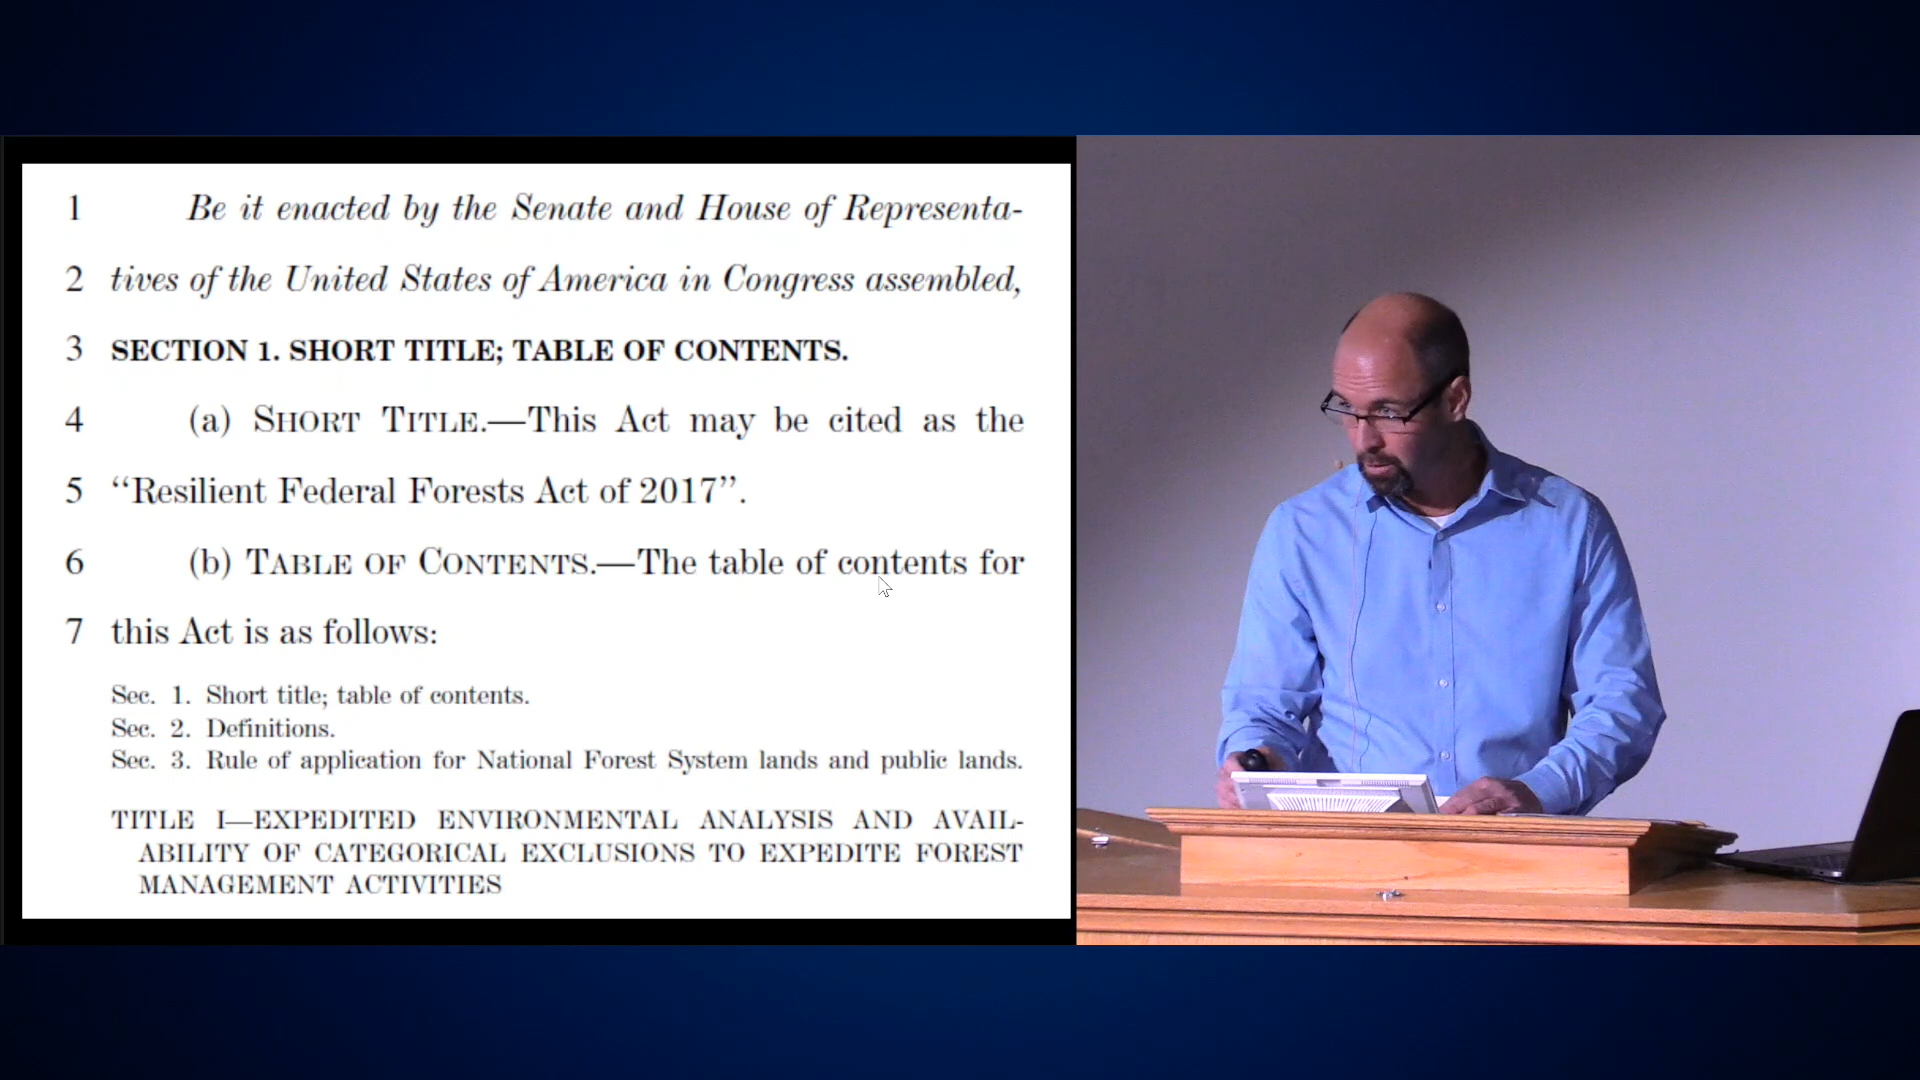 1 Be it enacted by the Senate and House of Representa-
2 tives of the United States of America in Congress assembled,
3 SECTION 1. SHORT TITLE; TABLE OF CONTENTS.
4 (a) SHORT TITLE.—This Act may be cited as the
5 “Resilient Federal Forests Act of 2017”.
6 (b) TABLE OF CONTENTS.—The table of contents for
7 this Act is as follows:
Sec. 1. Short title; table of contents.
Sec. 2. Definitions.
Sec. 3. Rule of application for National Forest System lands and public lands.
TITLE I—EXPEDITED ENVIRONMENTAL ANALYSIS AND AVAIL-
ABILITY OF CATEGORICAL EXCLUSIONS TO EXPEDITE FOREST
MANAGEMENT ACTIVITIES